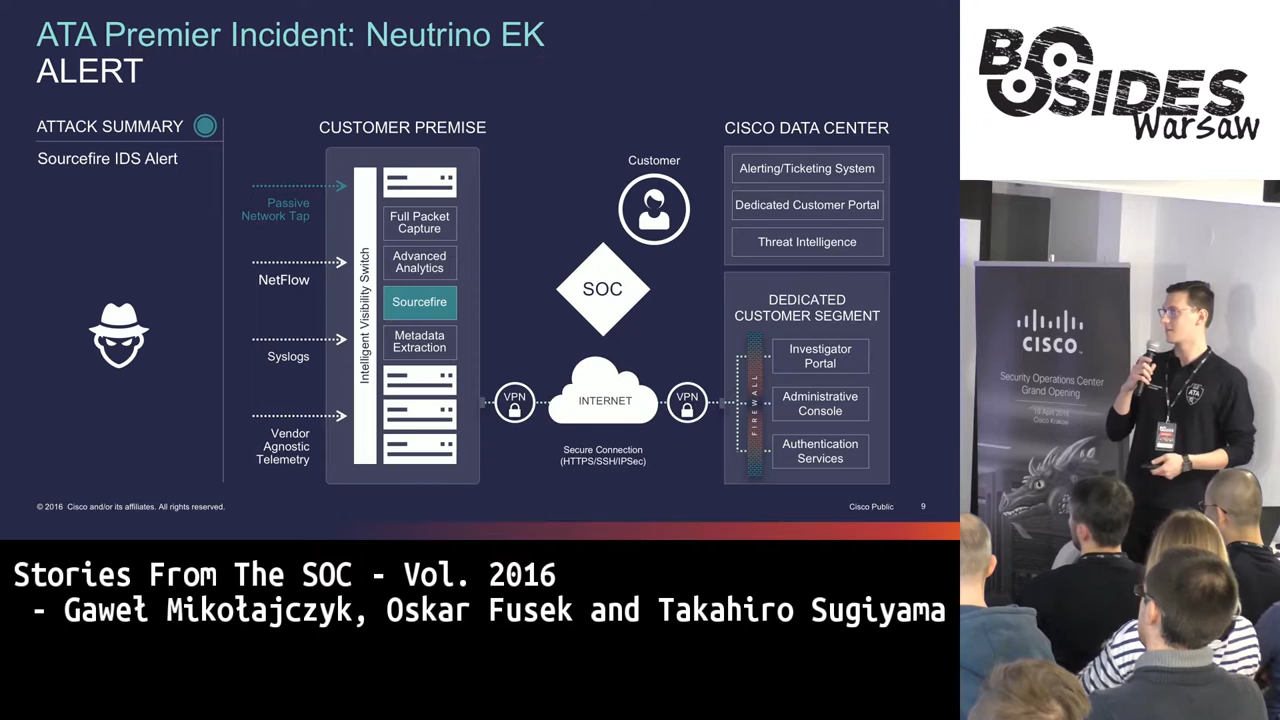 ATA Premier Incident: Neutrino EK
ALERT
ATTACK SUMMARY
Sourcefire IDS Alert
CUSTOMER PREMISE
Passive
Network Tap
NetFlow
Syslogs
Vendor
Agnostic
Telemetry
Intelligent Visibility Switch
Full Packet
Capture
Advanced
Analytics
Sourcefire
Metadata
Extraction
Customer
SOC
VPN
INTERNET
VPN
Secure Connection
(HTTPS/SSH/IPSec)
CISCO DATA CENTER
Alerting/Ticketing System
Dedicated Customer Portal
Threat Intelligence
DEDICATED
CUSTOMER SEGMENT
FIREWALL
Investigator
Portal
Administrative
Console
Authentication
Services
© 2016 Cisco and/or its affiliates. All rights reserved.
Cisco Public
9
BSIDES
Warsaw
CISCO
Security Operations Center
Grand Opening
Cisco Krakow
ATA
Stories From The SOC - Vol. 2016
- Gaweł Mikołajczyk, Oskar Fusek and Takahiro Sugiyama